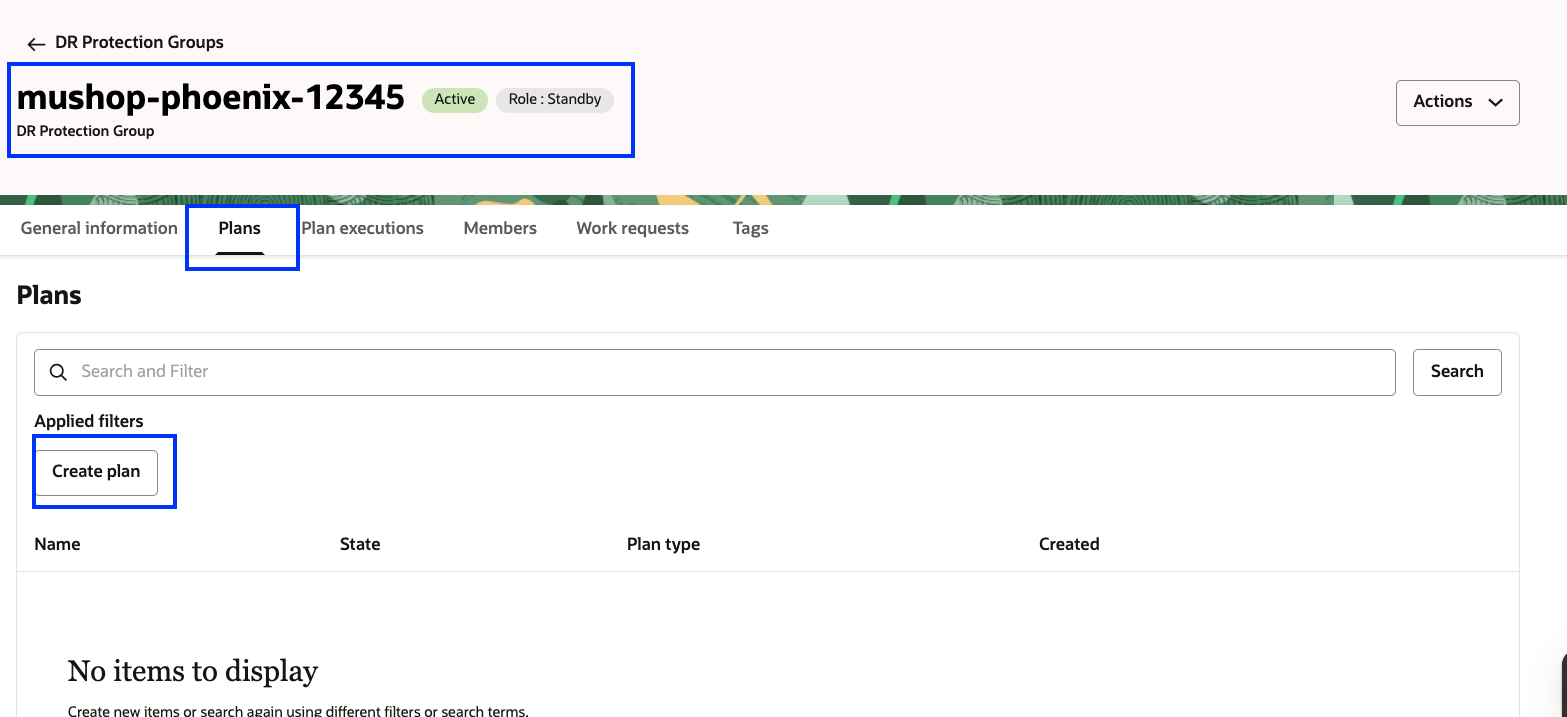 DR Protection Groups
mushop-phoenix-12345 Active Role : Standby
DR Protection Group
Actions
General information Plans Plan executions Members Work requests Tags
Plans
Search and Filter Search
Applied filters
Create plan
Name State Plan type Created
No items to display
Create new items or search again using different filters or search terms.